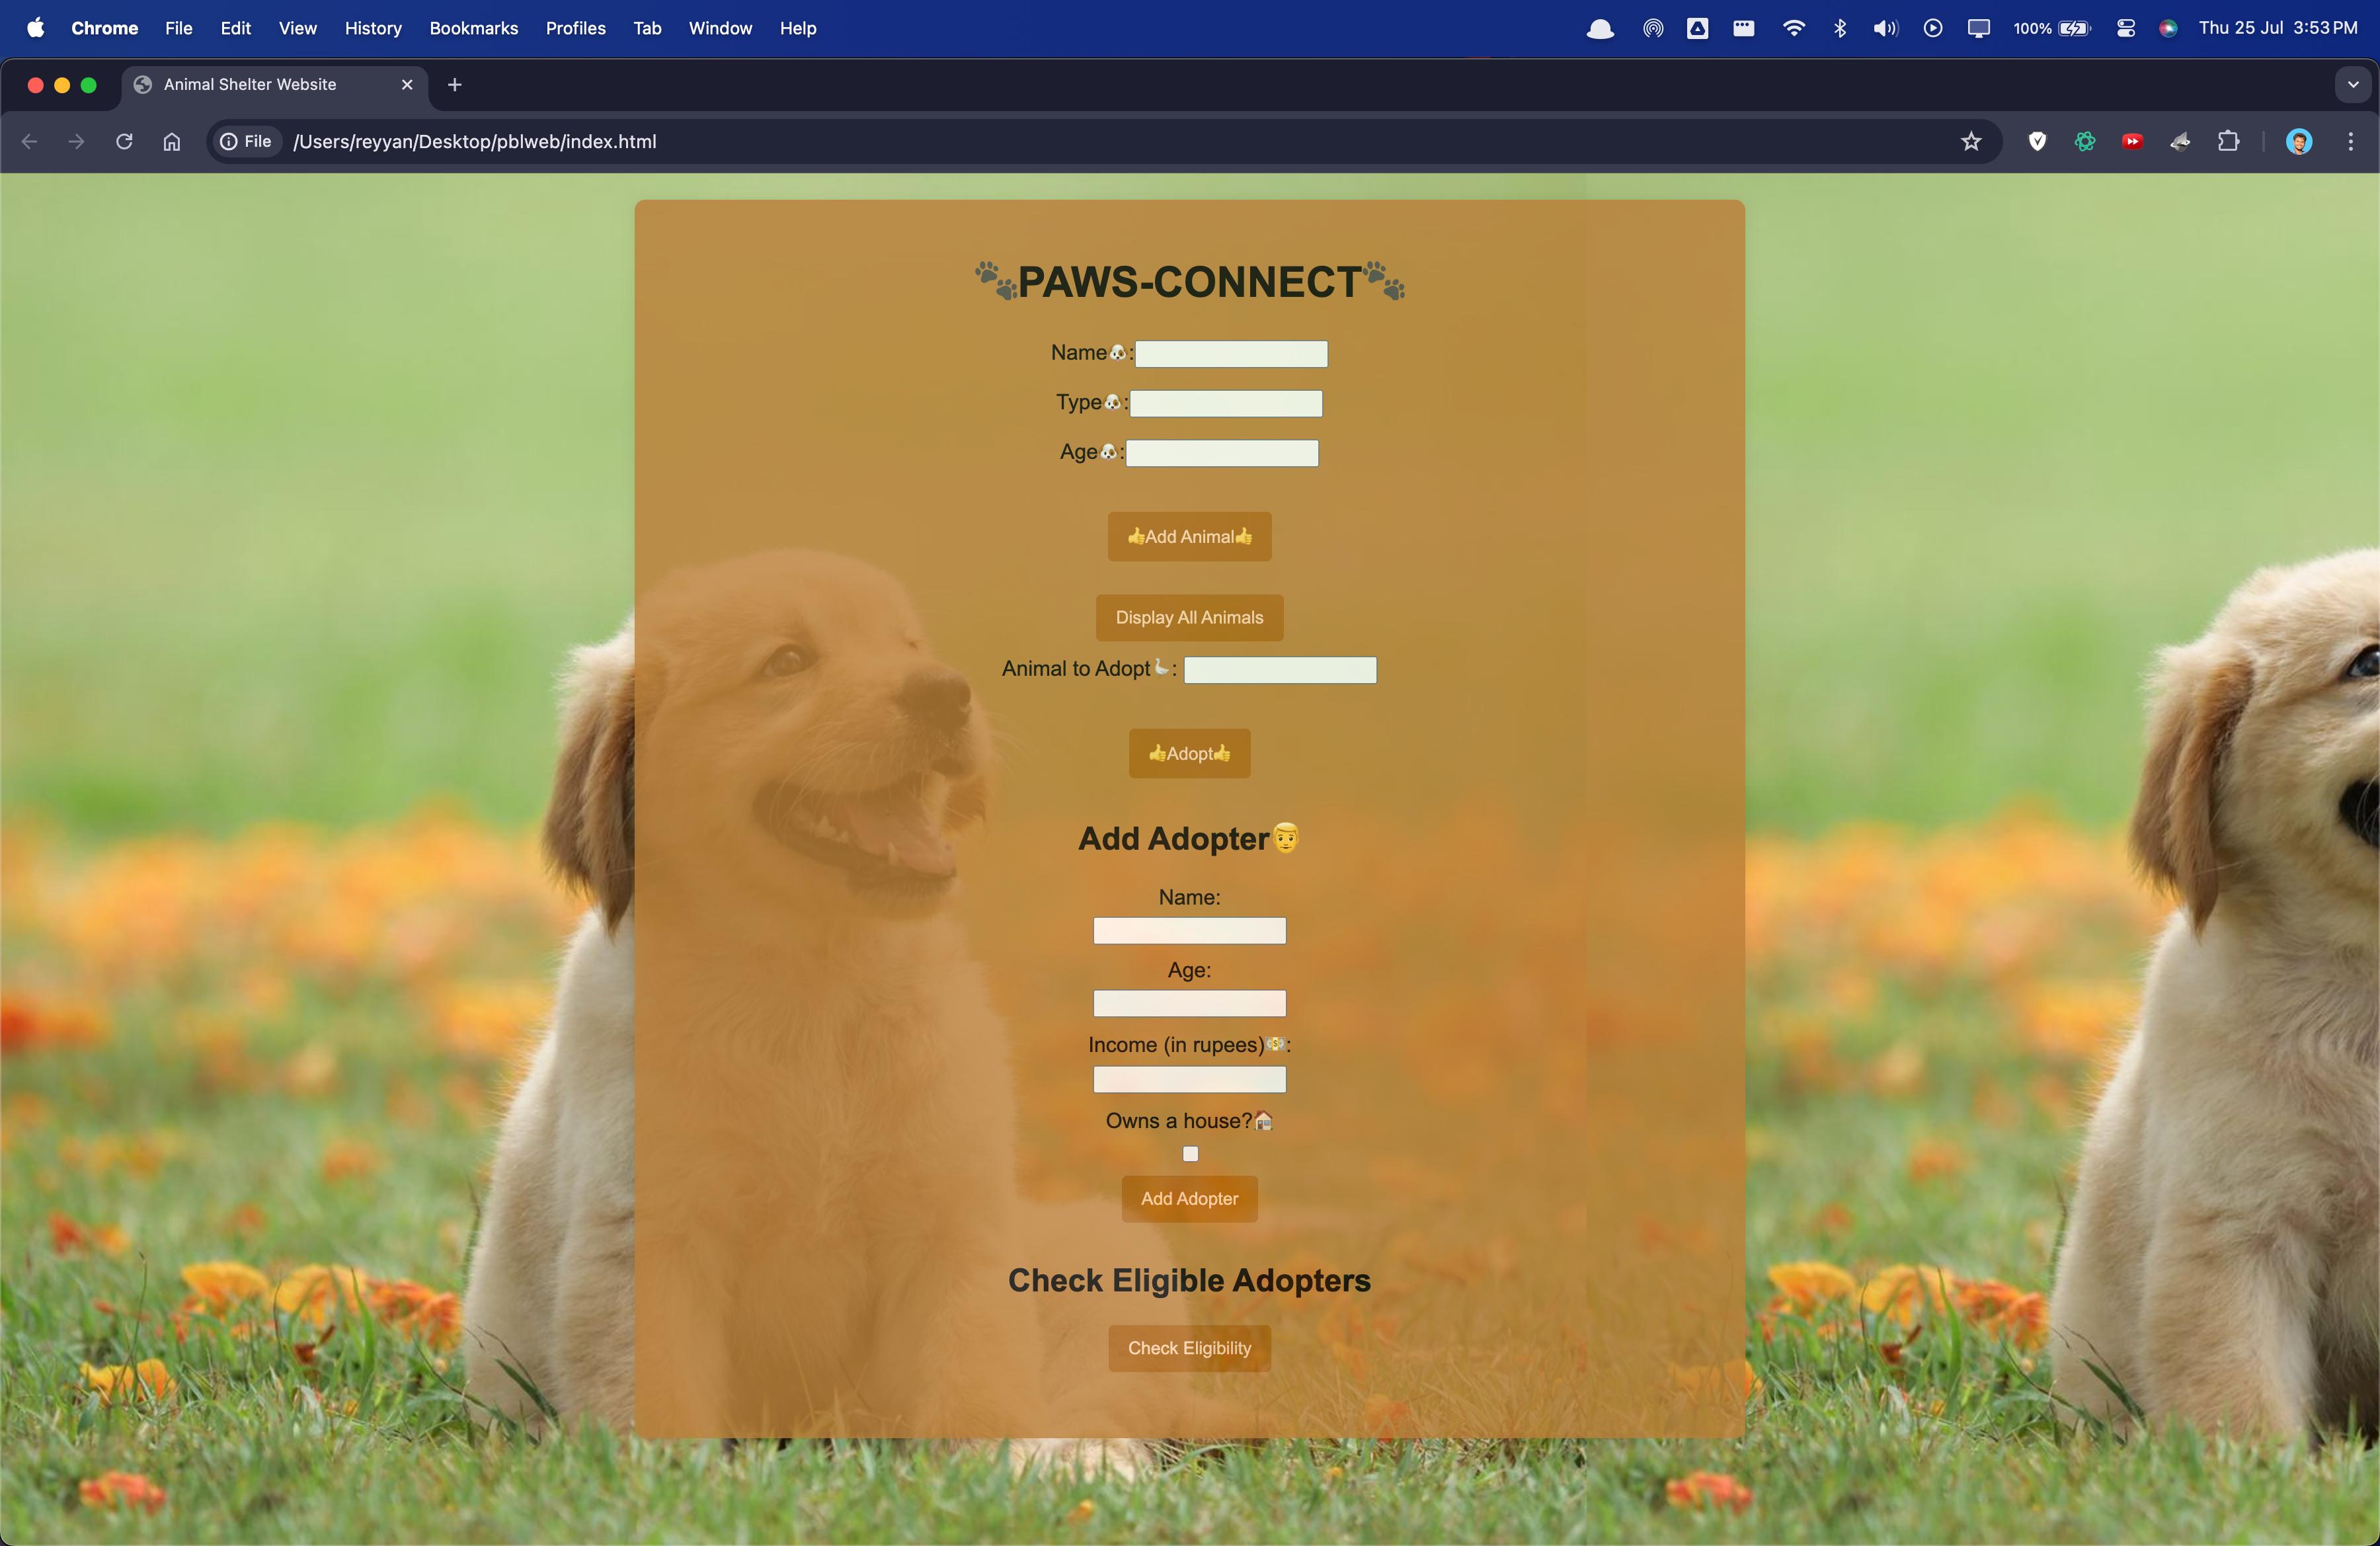 Chrome File Edit View History Bookmarks Profiles Tab Window Help 100% Thu 25 Jul 3:53 PM
Animal Shelter Website
File /Users/reyyan/Desktop/pblweb/index.html
🐾PAWS-CONNECT🐾
Name🐶:
Type🐶:
Age🐶:
👍Add Animal👍
Display All Animals
Animal to Adopt🦢:
👍Adopt👍
Add Adopter👨
Name:
Age:
Income (in rupees)💵:
Owns a house?🏠
Add Adopter
Check Eligible Adopters
Check Eligibility